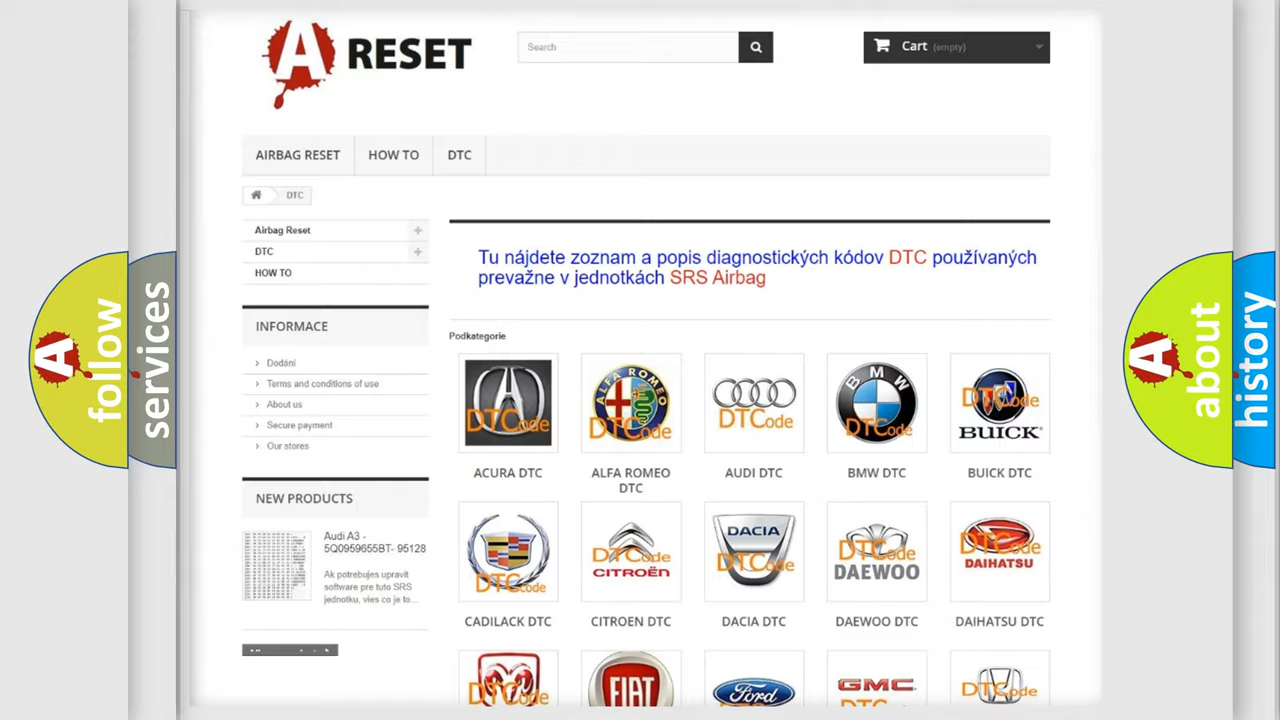 A RESET
Search
Cart (empty)
AIRBAG RESET
HOW TO
DTC
DTC
Airbag Reset
DTC
HOW TO
INFORMACE
Dodání
Terms and conditions of use
About us
Secure payment
Our stores
NEW PRODUCTS
Audi A3 -
5Q0959655BT- 95128
Ak potrebujes upravit
software pre tuto SRS
jednotku, vies co je to...
Tu nájdete zoznam a popis diagnostických kódov DTC používaných
prevažne v jednotkách SRS Airbag
Podkategorie
DTCode
ALFA ROMEO
DTCode
DTCode
BMW
DTCode
DTCode
BUICK
ACURA DTC
ALFA ROMEO
DTC
AUDI DTC
BMW DTC
BUICK DTC
DTCode
DTCode
CITROËN
DACIA
DTCode
DTCode
DAEWOO
DTCode
DAIHATSU
CADILACK DTC
CITROEN DTC
DACIA DTC
DAEWOO DTC
DAIHATSU DTC
DTCode
FIAT
Ford
GMC
DTCode
A follow
services
A about
history